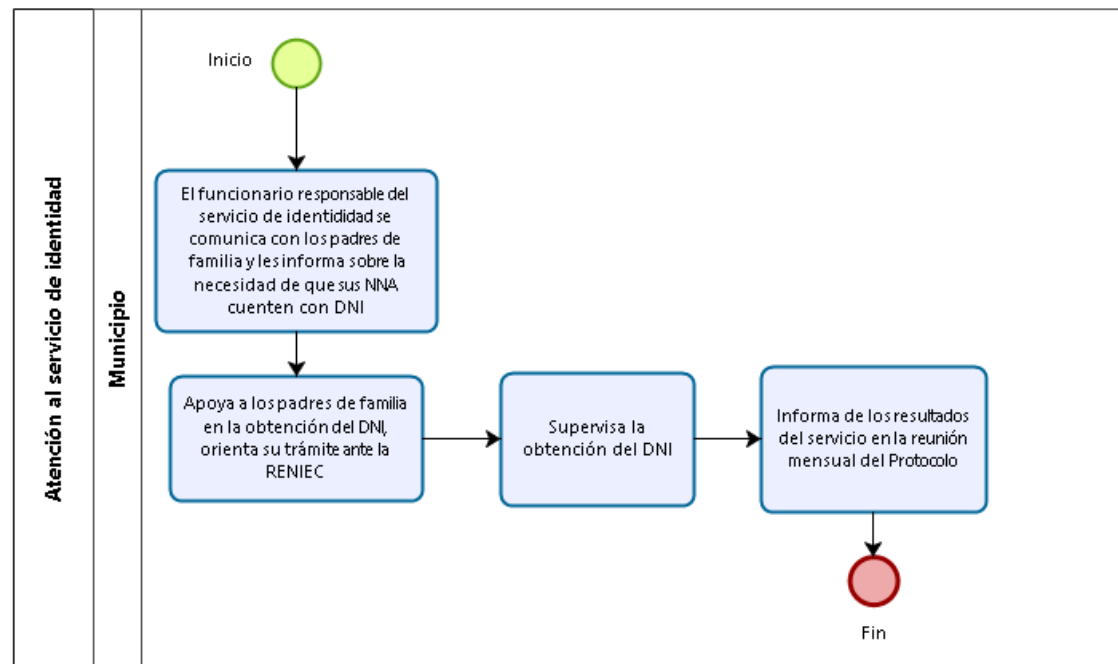 Atención al servicio de identidad
Municipio
Inicio
El funcionario responsable del
servicio de identididad se
comunica con los padres de
familia y les informa sobre la
necesidad de que sus NNA
cuenten con DNI
Apoya a los padres de familia
en la obtención del DNI,
orienta su trámite ante la
RENIEC
Supervisa la
obtención del DNI
Informa de los resultados
del servicio en la reunión
mensual del Protocolo
Fin